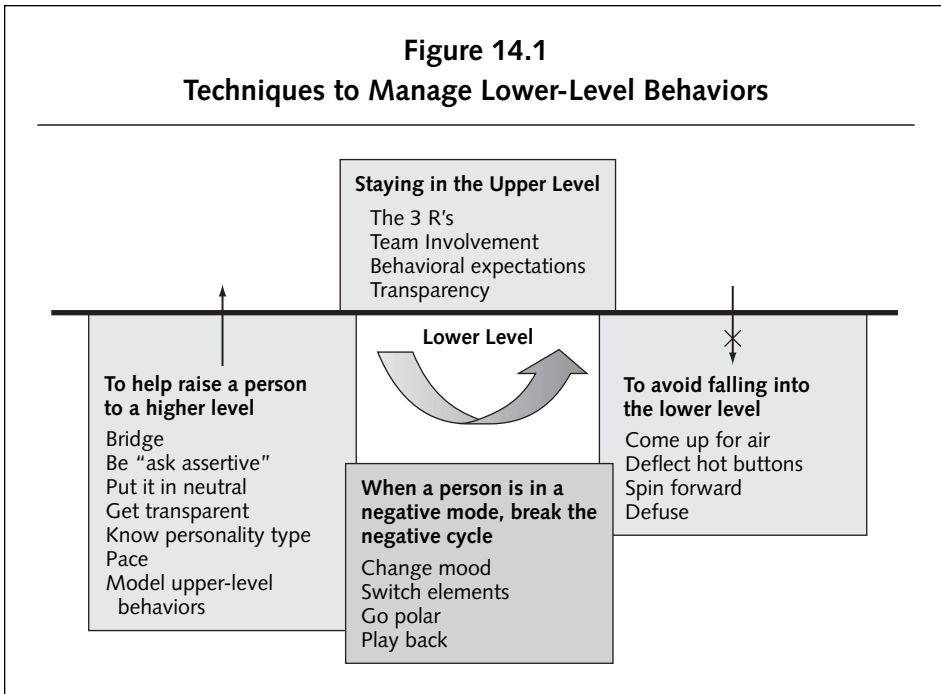 Figure 14.1
Techniques to Manage Lower-Level Behaviors
Staying in the Upper Level
The 3 R's
Team Involvement
Behavioral expectations
Transparency
Lower Level
To help raise a person
to a higher level
Bridge
Be “ask assertive”
Put it in neutral
Get transparent
Know personality type
Pace
Model upper-level
behaviors
When a person is in a
negative mode, break the
negative cycle
Change mood
Switch elements
Go polar
Play back
To avoid falling into
the lower level
Come up for air
Deflect hot buttons
Spin forward
Defuse